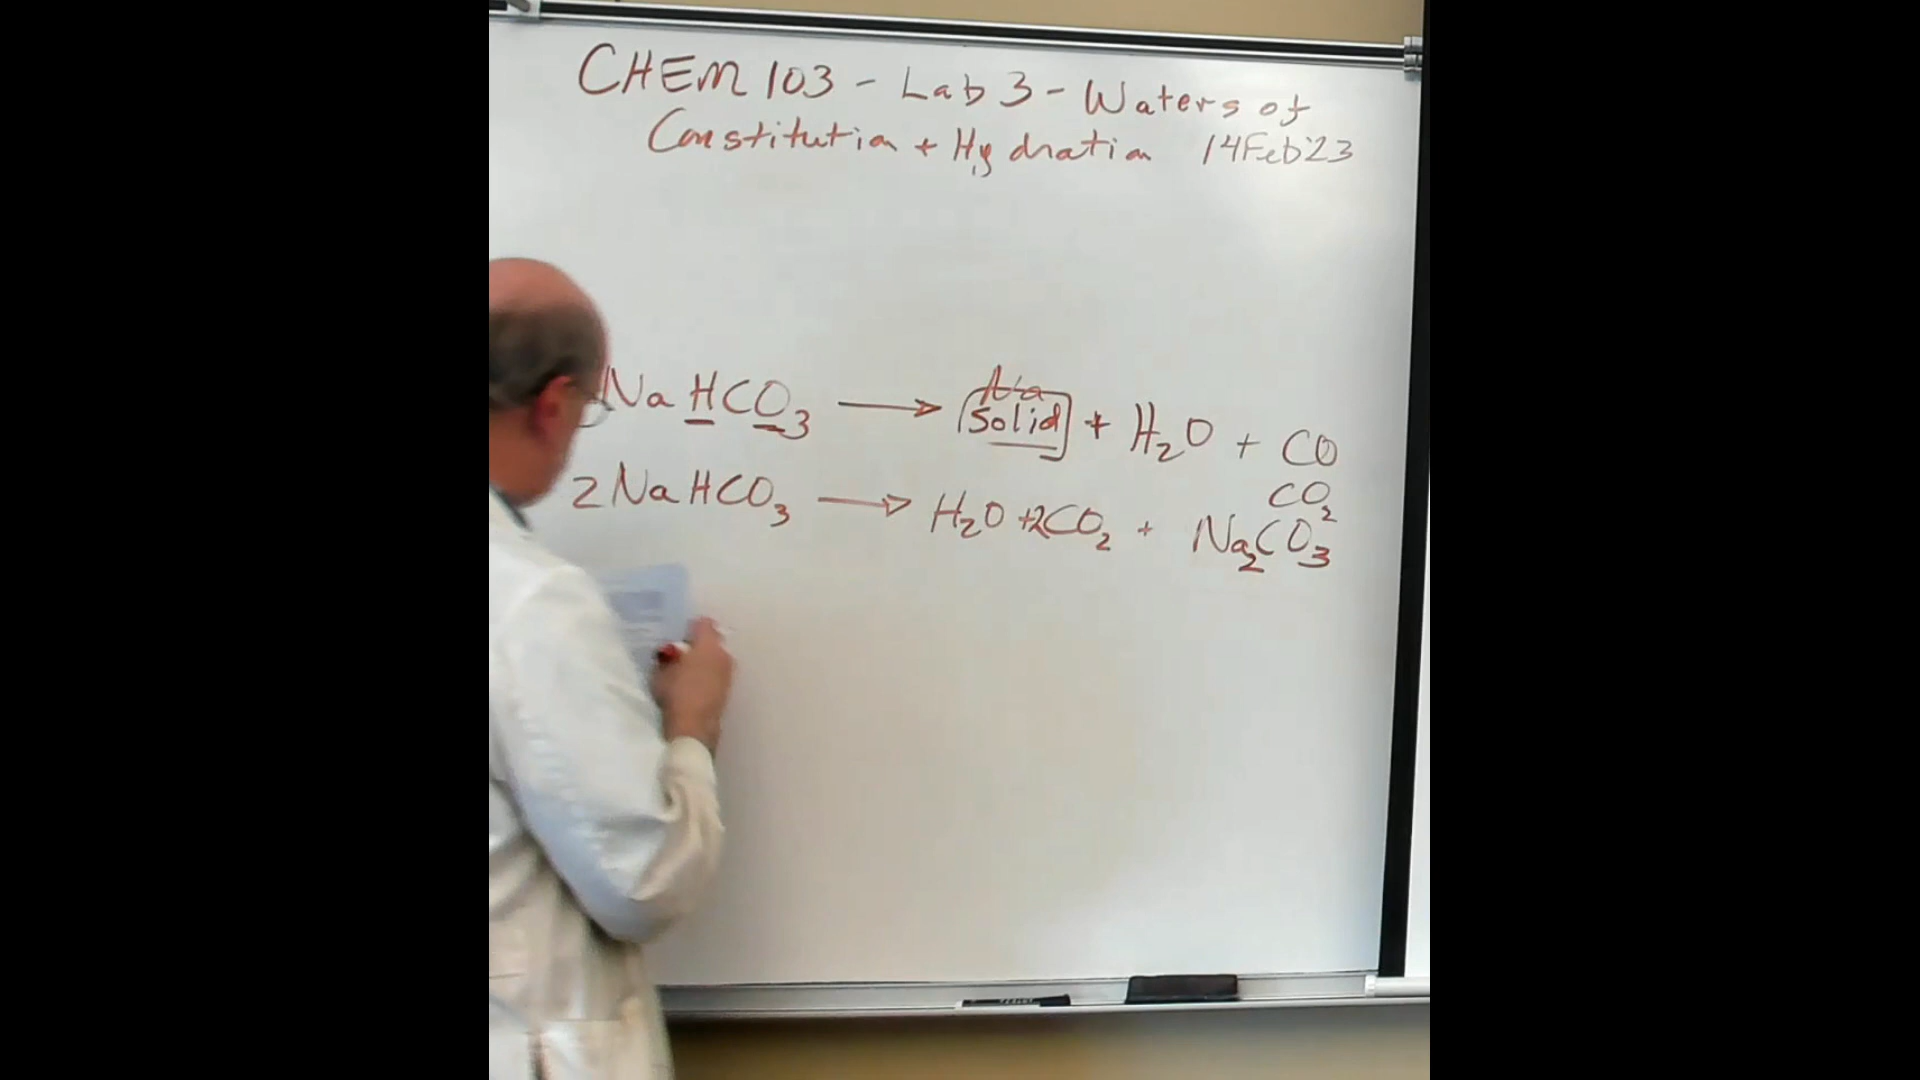 CHEM 103 - Lab 3 - Waters of
Constitution + Hydration 14Feb'23
Na
NaHCO₃ → Solid + H₂O + CO
CO₂
2NaHCO₃ → H₂O + 2CO₂ + Na₂CO₃